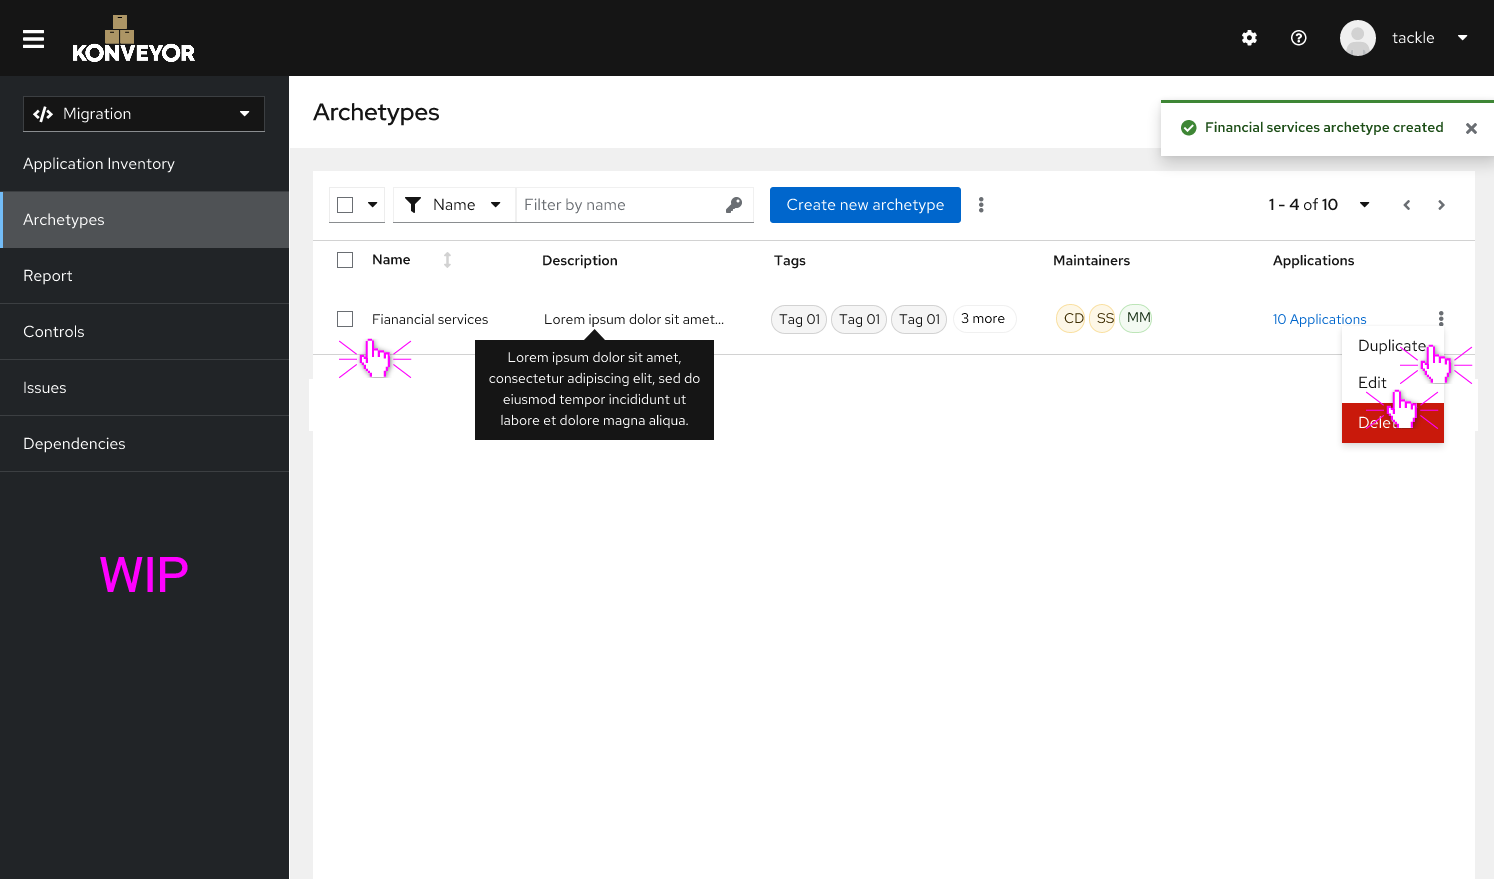 KONVEYOR
tackle
Migration
Application Inventory
Archetypes
Report
Controls
Issues
Dependencies
WIP
Archetypes
Financial services archetype created
Name
Filter by name
Create new archetype
1 - 4 of 10
Name Description Tags Maintainers Applications
Fianancial services Lorem ipsum dolor sit amet... Tag 01 Tag 01 Tag 01 3 more CD SS MM 10 Applications
Lorem ipsum dolor sit amet,
consectetur adipiscing elit, sed do
eiusmod tempor incididunt ut
labore et dolore magna aliqua.
Duplicate
Edit
Delete